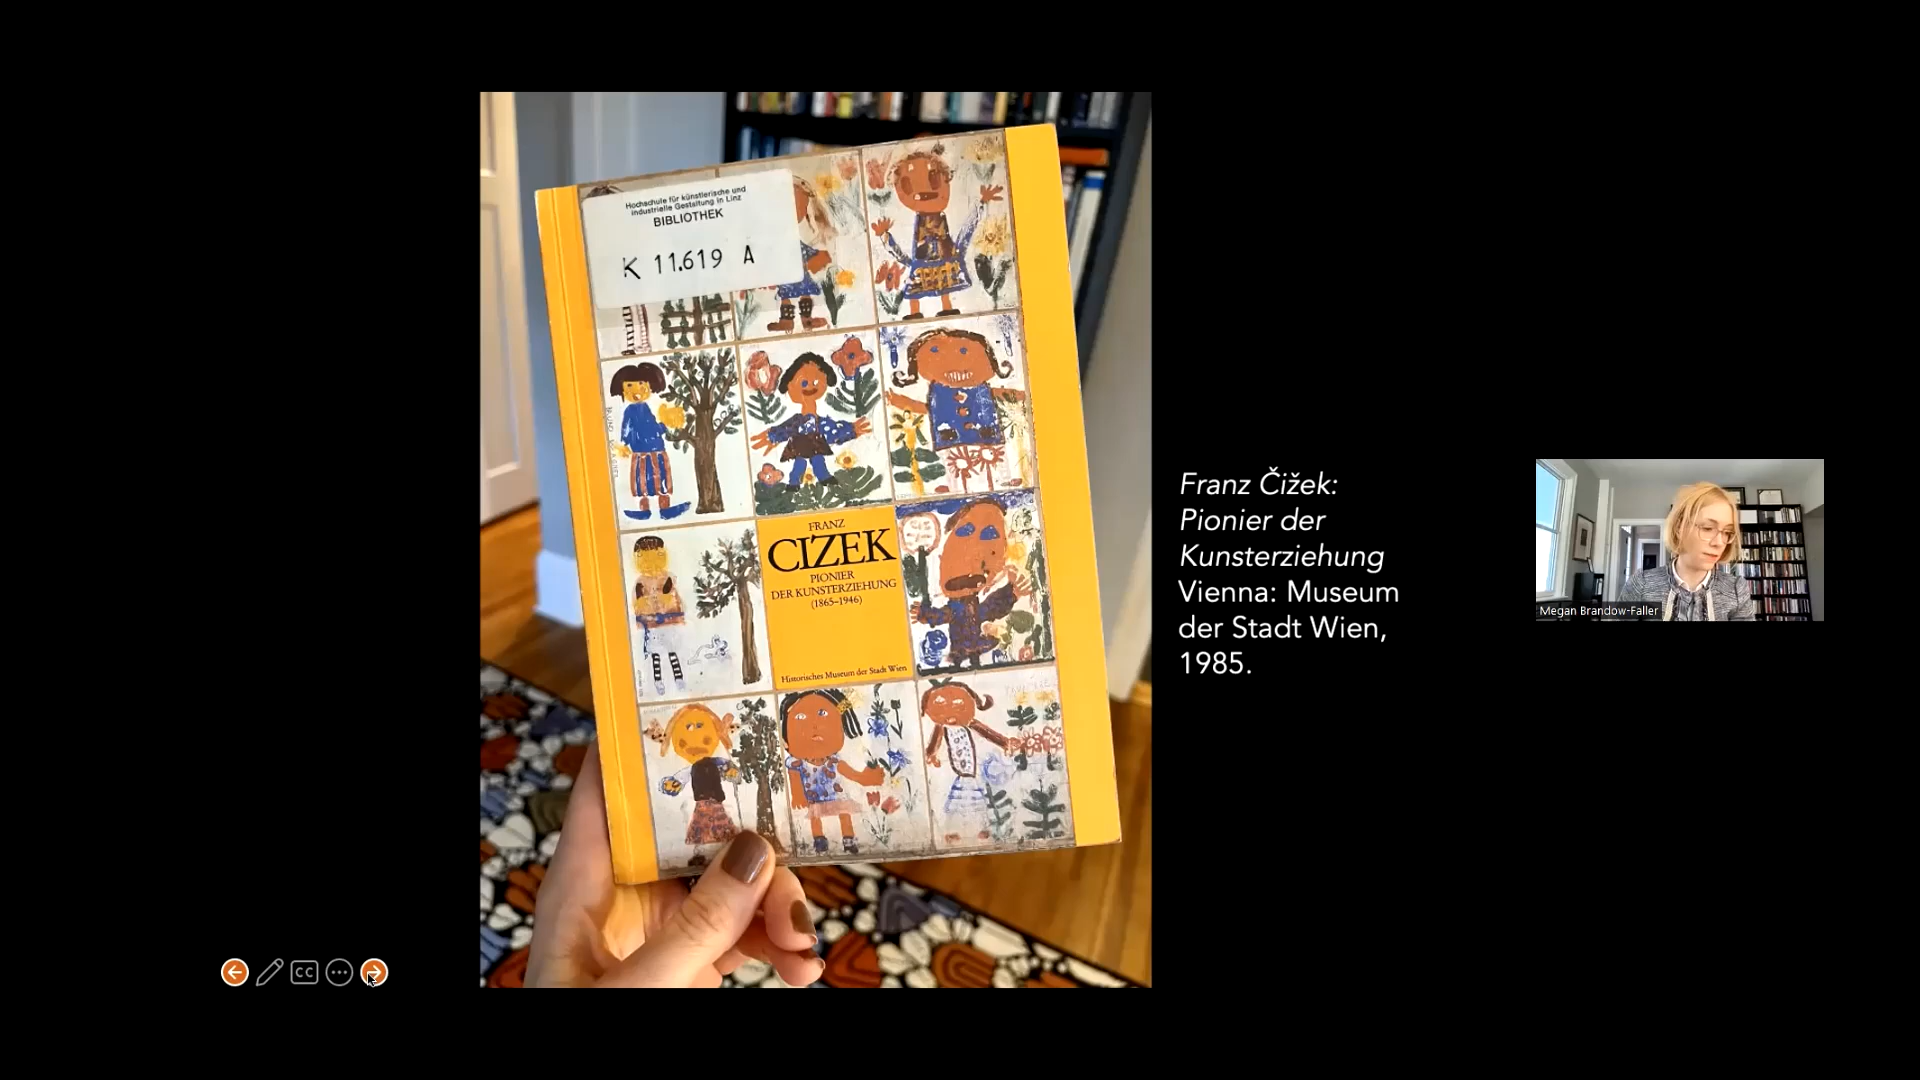 Hochschule für künstlerische und
industrielle Gestaltung in Linz
BIBLIOTHEK
K 11.619 A
FRANZ
CIZEK
PIONIER
DER KUNSTERZIEHUNG
(1865–1946)
Historisches Museum der Stadt Wien
Franz Čižek:
Pionier der
Kunsterziehung
Vienna: Museum
der Stadt Wien,
1985.
Megan Brandow-Faller
CC